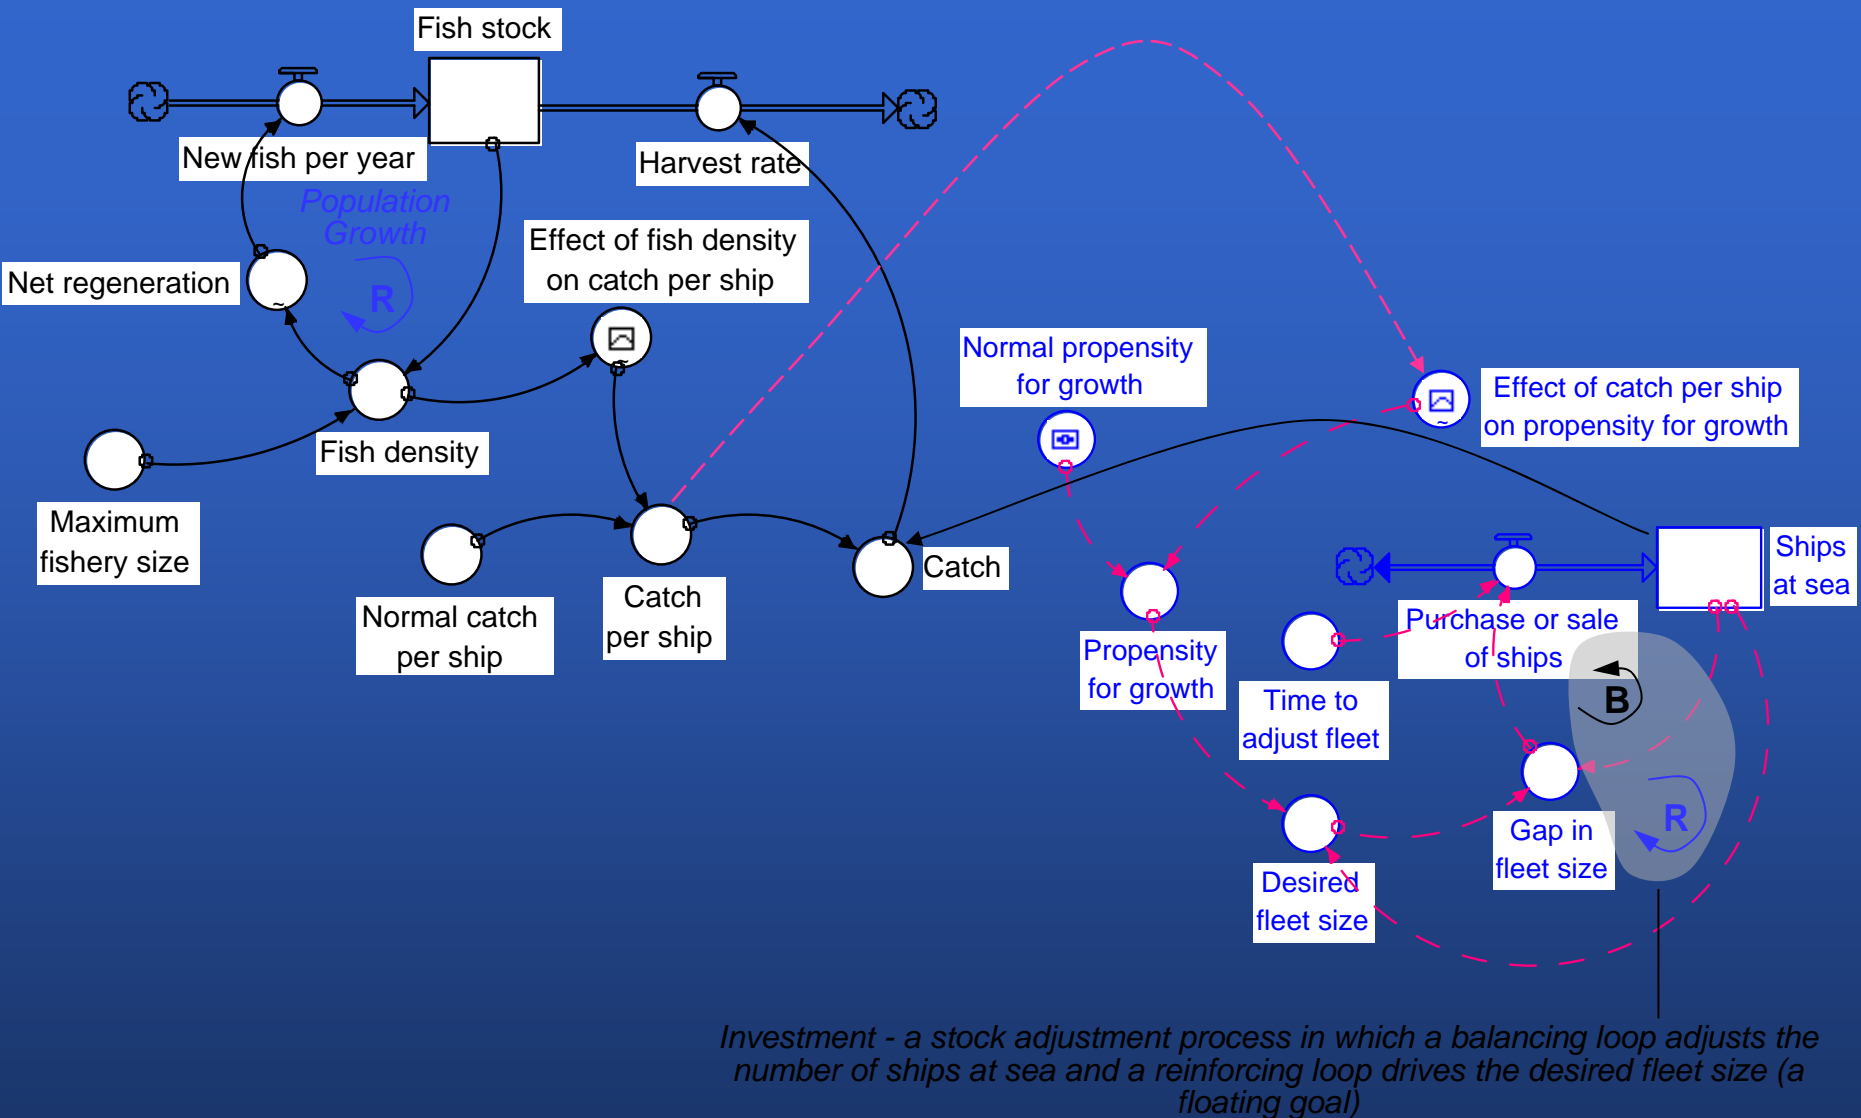 Fish stock
New fish per year
Harvest rate
Population
Growth
Effect of fish density
on catch per ship
Net regeneration
R
Normal propensity
for growth
Effect of catch per ship
on propensity for growth
Fish density
Maximum
fishery size
Catch
Ships
at sea
Normal catch
per ship
Catch
per ship
Propensity
for growth
Purchase or sale
of ships
Time to
adjust fleet
B
R
Gap in
fleet size
Desired
fleet size
Investment - a stock adjustment process in which a balancing loop adjusts the
number of ships at sea and a reinforcing loop drives the desired fleet size (a
floating goal)